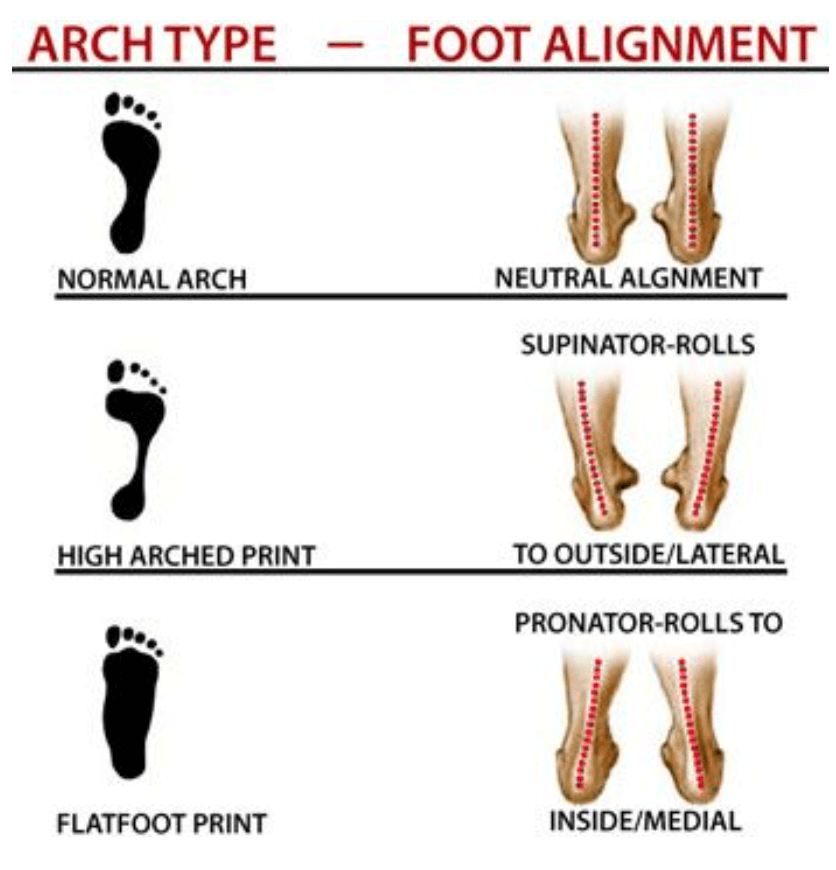 ARCH TYPE — FOOT ALIGNMENT
NORMAL ARCH
NEUTRAL ALGNMENT
SUPINATOR-ROLLS
HIGH ARCHED PRINT
TO OUTSIDE/LATERAL
PRONATOR-ROLLS TO
FLATFOOT PRINT
INSIDE/MEDIAL